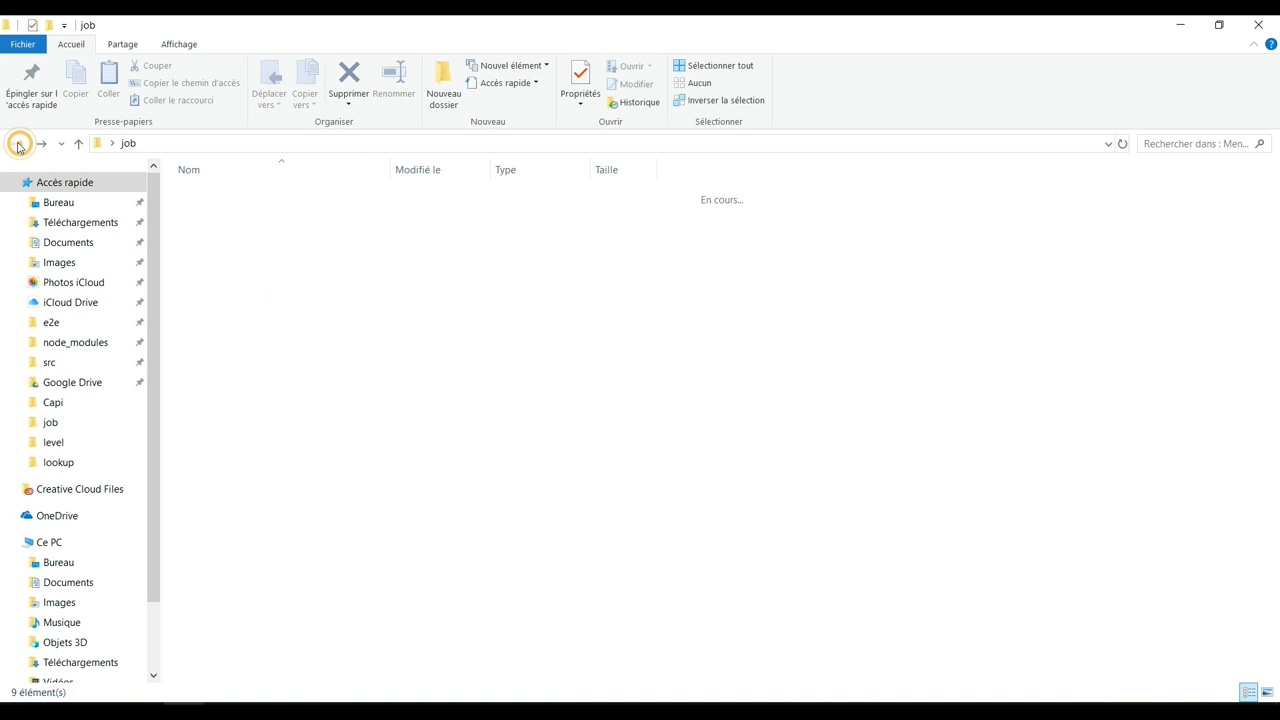 job
Fichier Accueil Partage Affichage
Épingler sur l
'accès rapide
Copier
Coller
Couper
Copier le chemin d'accès
Coller le raccourci
Presse-papiers
Déplacer
vers
Copier
vers
Supprimer
Renommer
Organiser
Nouveau
dossier
Nouvel élément
Accès rapide
Nouveau
Propriétés
Ouvrir
Modifier
Historique
Ouvrir
Sélectionner tout
Aucun
Inverser la sélection
Sélectionner
job
Rechercher dans : Men...
Nom Modifié le Type Taille
En cours...
Accès rapide
Bureau
Téléchargements
Documents
Images
Photos iCloud
iCloud Drive
e2e
node_modules
src
Google Drive
Capi
job
level
lookup
Creative Cloud Files
OneDrive
Ce PC
Bureau
Documents
Images
Musique
Objets 3D
Téléchargements
Vidéos
9 élément(s)